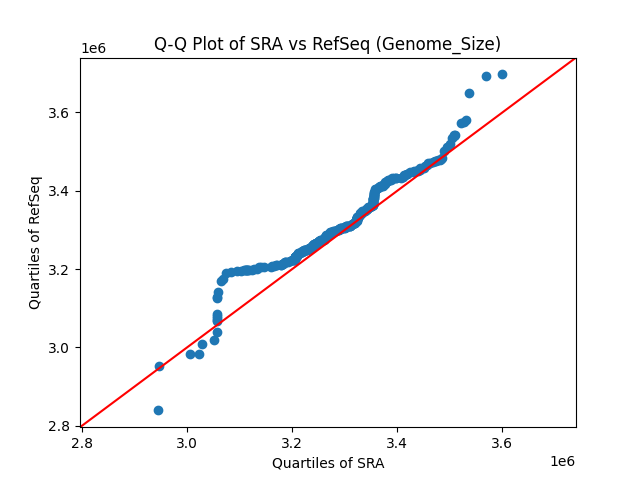 Q-Q Plot of SRA vs RefSeq (Genome_Size)
1e6
3.6
3.4
3.2
3.0
2.8
Quartiles of RefSeq
2.8 3.0 3.2 3.4 3.6
1e6
Quartiles of SRA